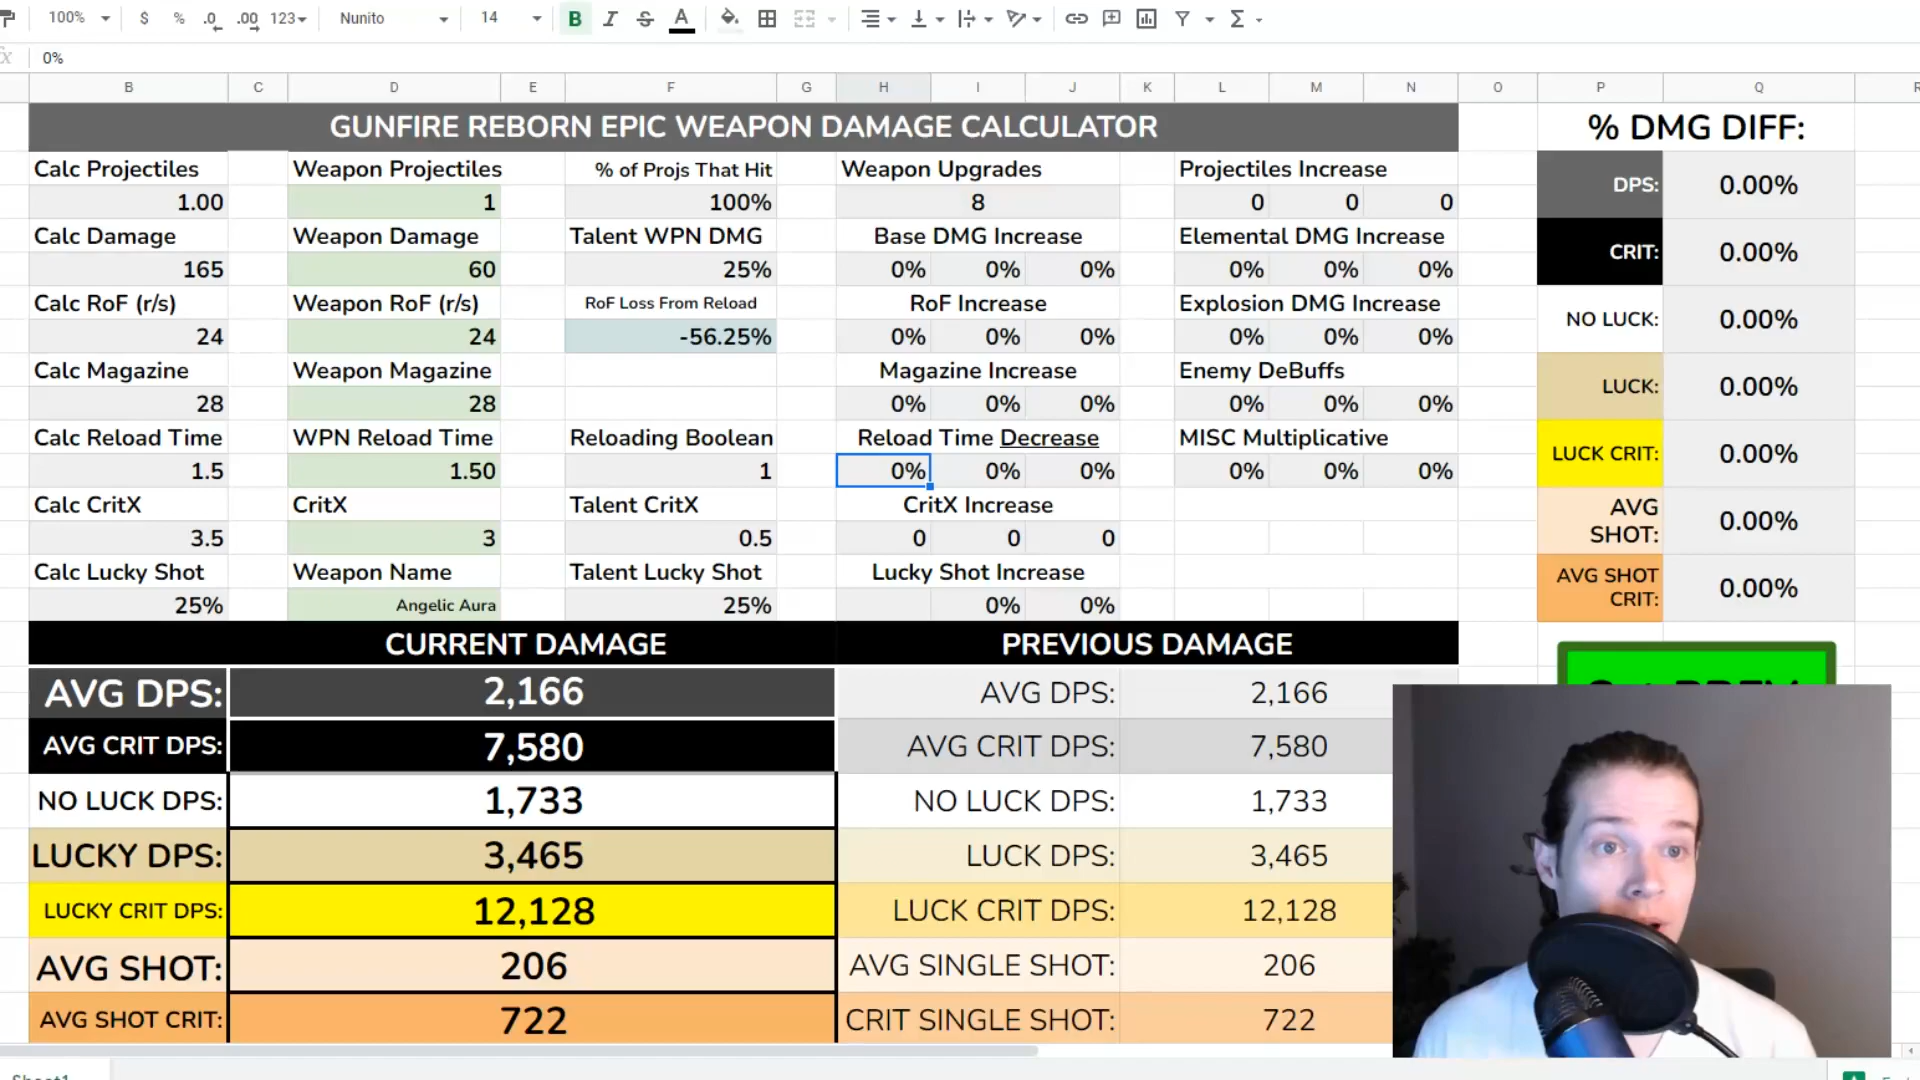 100% $ % .0 .00 123 Nunito 14 B I S A Σ
fx 0%
B C D E F G H I J K L M N O P Q R
GUNFIRE REBORN EPIC WEAPON DAMAGE CALCULATOR % DMG DIFF:
Calc Projectiles Weapon Projectiles % of Projs That Hit Weapon Upgrades Projectiles Increase
1.00 1 100% 8 0 0 0 DPS: 0.00%
Calc Damage Weapon Damage Talent WPN DMG Base DMG Increase Elemental DMG Increase
165 60 25% 0% 0% 0% 0% 0% 0% CRIT: 0.00%
Calc RoF (r/s) Weapon RoF (r/s) RoF Loss From Reload RoF Increase Explosion DMG Increase
24 24 -56.25% 0% 0% 0% 0% 0% 0% NO LUCK: 0.00%
Calc Magazine Weapon Magazine Magazine Increase Enemy DeBuffs
28 28 0% 0% 0% 0% 0% 0% LUCK: 0.00%
Calc Reload Time WPN Reload Time Reloading Boolean Reload Time Decrease MISC Multiplicative
1.5 1.50 1 0% 0% 0% 0% 0% 0% LUCK CRIT: 0.00%
Calc CritX CritX Talent CritX CritX Increase
3.5 3 0.5 0 0 0 AVG SHOT: 0.00%
Calc Lucky Shot Weapon Name Talent Lucky Shot Lucky Shot Increase
25% Angelic Aura 25% 0% 0% AVG SHOT CRIT: 0.00%
CURRENT DAMAGE PREVIOUS DAMAGE
AVG DPS: 2,166 AVG DPS: 2,166
AVG CRIT DPS: 7,580 AVG CRIT DPS: 7,580
NO LUCK DPS: 1,733 NO LUCK DPS: 1,733
LUCKY DPS: 3,465 LUCK DPS: 3,465
LUCKY CRIT DPS: 12,128 LUCK CRIT DPS: 12,128
AVG SHOT: 206 AVG SINGLE SHOT: 206
AVG SHOT CRIT: 722 CRIT SINGLE SHOT: 722
Sheet1